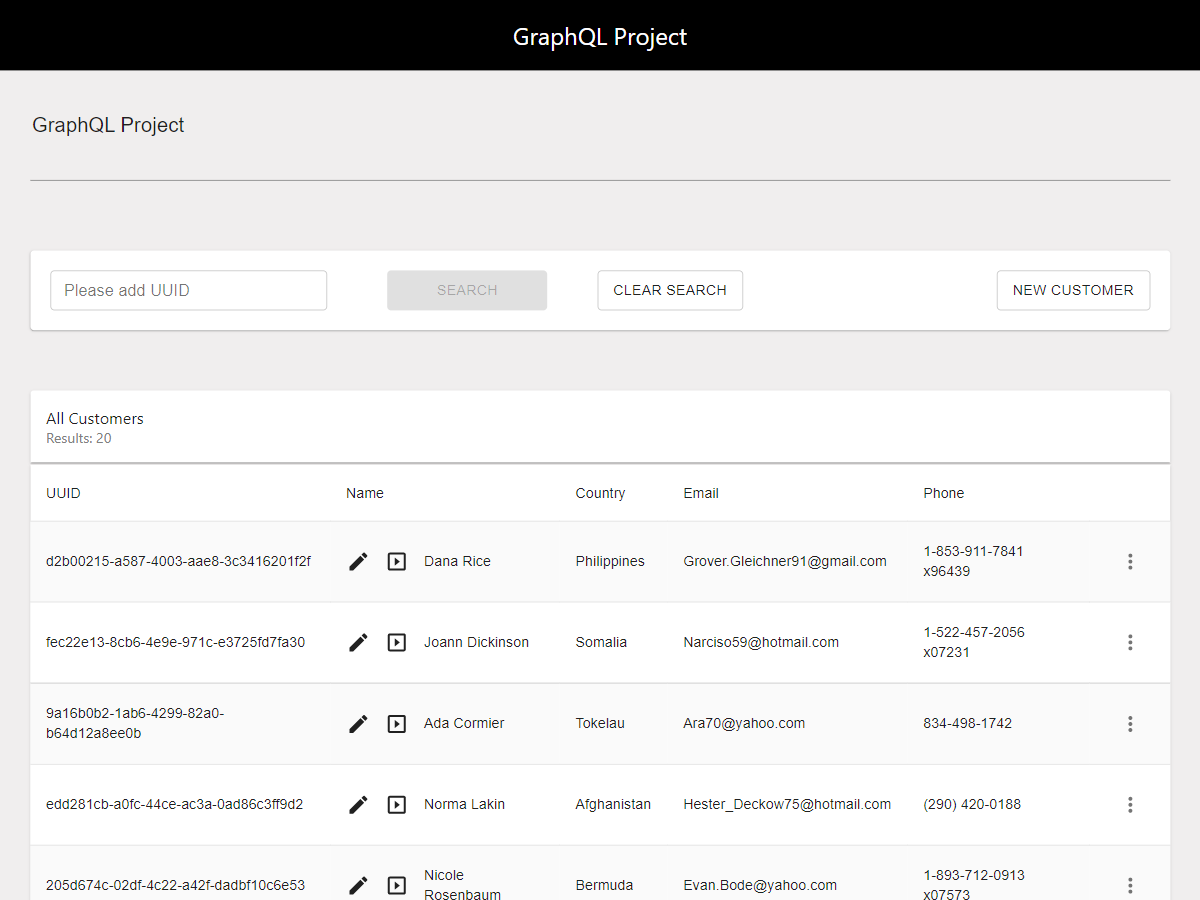 GraphQL Project
GraphQL Project
Please add UUID SEARCH CLEAR SEARCH NEW CUSTOMER
All Customers
Results: 20
UUID Name Country Email Phone
d2b00215-a587-4003-aae8-3c3416201f2f Dana Rice Philippines Grover.Gleichner91@gmail.com 1-853-911-7841
x96439
fec22e13-8cb6-4e9e-971c-e3725fd7fa30 Joann Dickinson Somalia Narciso59@hotmail.com 1-522-457-2056
x07231
9a16b0b2-1ab6-4299-82a0-
b64d12a8ee0b Ada Cormier Tokelau Ara70@yahoo.com 834-498-1742
edd281cb-a0fc-44ce-ac3a-0ad86c3ff9d2 Norma Lakin Afghanistan Hester_Deckow75@hotmail.com (290) 420-0188
205d674c-02df-4c22-a42f-dadbf10c6e53 Nicole
Rosenbaum Bermuda Evan.Bode@yahoo.com 1-893-712-0913
x07573